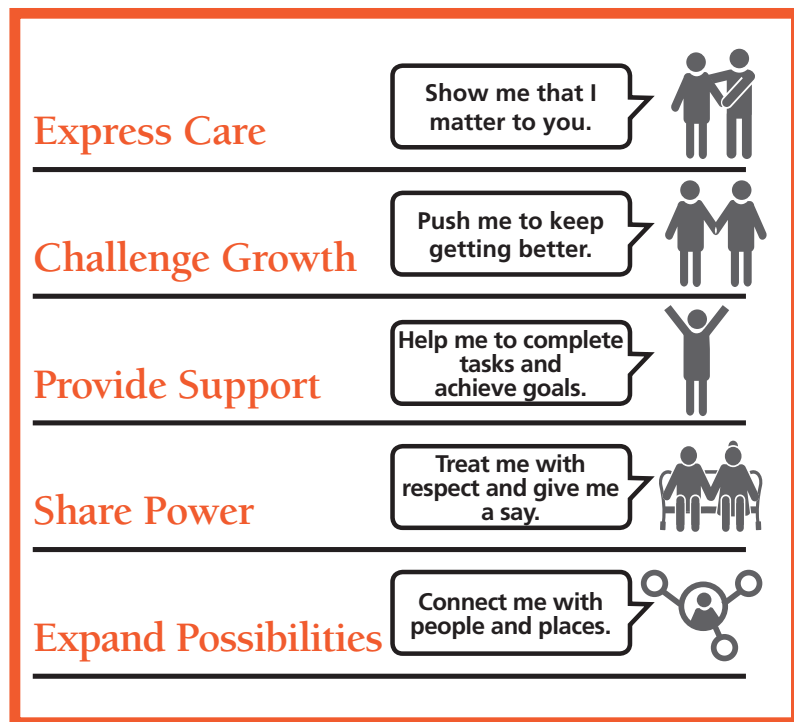 Express Care
Show me that I
matter to you.
Challenge Growth
Push me to keep
getting better.
Provide Support
Help me to complete
tasks and
achieve goals.
Share Power
Treat me with
respect and give me
a say.
Expand Possibilities
Connect me with
people and places.